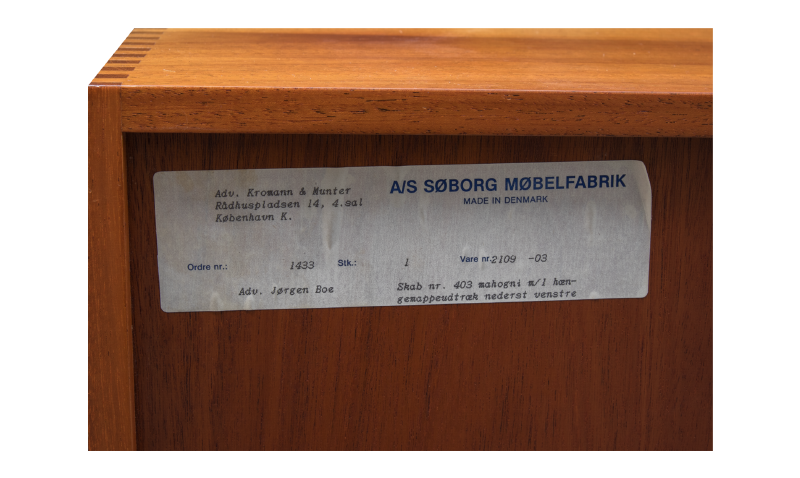 Adv. Kromann & Munter
Rådhuspladsen 14, 4.sal
København K.
A/S SØBORG MØBELFABRIK
MADE IN DENMARK
Ordre nr.: 1433 Stk.: 1 Vare nr. 2109 -03
Adv. Jørgen Boe
Skab nr. 403 mahogni m/1 hæn-
gemappeudtræk nederst venstre